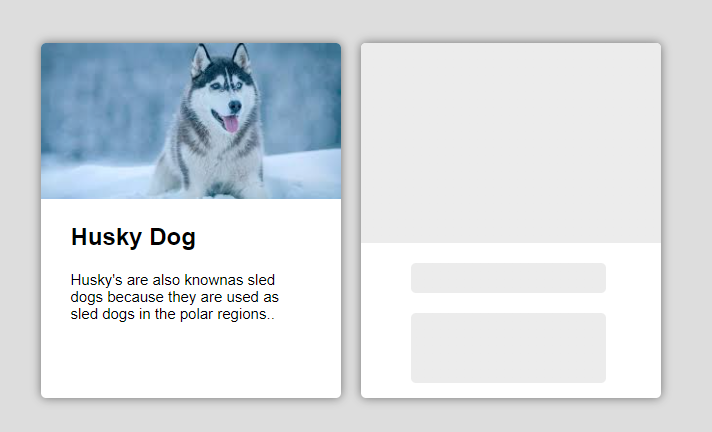 Husky Dog
Husky's are also knownas sled
dogs because they are used as
sled dogs in the polar regions..